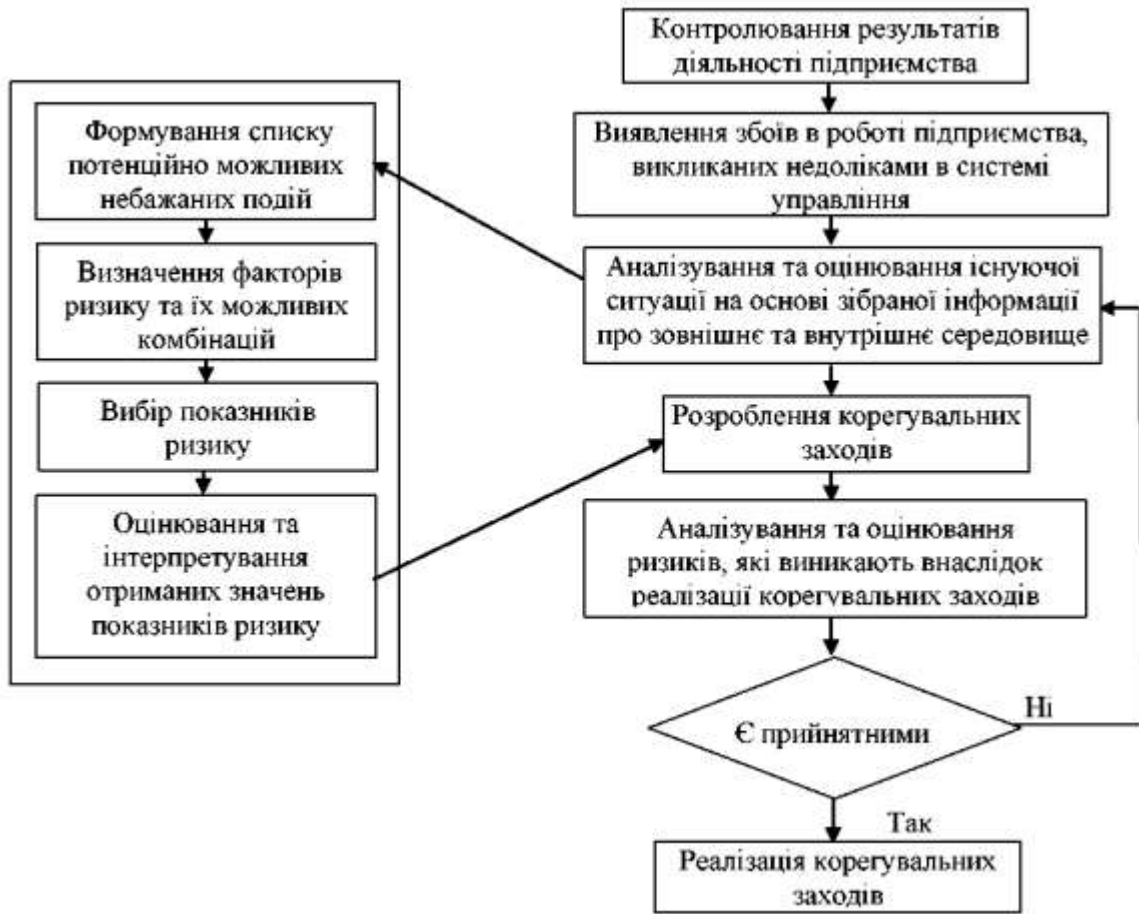 Контролювання результатів
діяльності підприємства
Виявлення збоїв в роботі підприємства,
викликаних недоліками в системі
управління
Аналізування та оцінювання існуючої
ситуації на основі зібраної інформації
про зовнішнє та внутрішнє середовище
Формування списку
потенційно можливих
небажаних подій
Визначення факторів
ризику та їх можливих
комбінацій
Вибір показників
ризику
Оцінювання та
інтерпретування
отриманих значень
показників ризику
Розроблення корегувальних
заходів
Аналізування та оцінювання
ризиків, які виникають внаслідок
реалізації корегувальних заходів
Є прийнятними
Ні
Так
Реалізація корегувальних
заходів